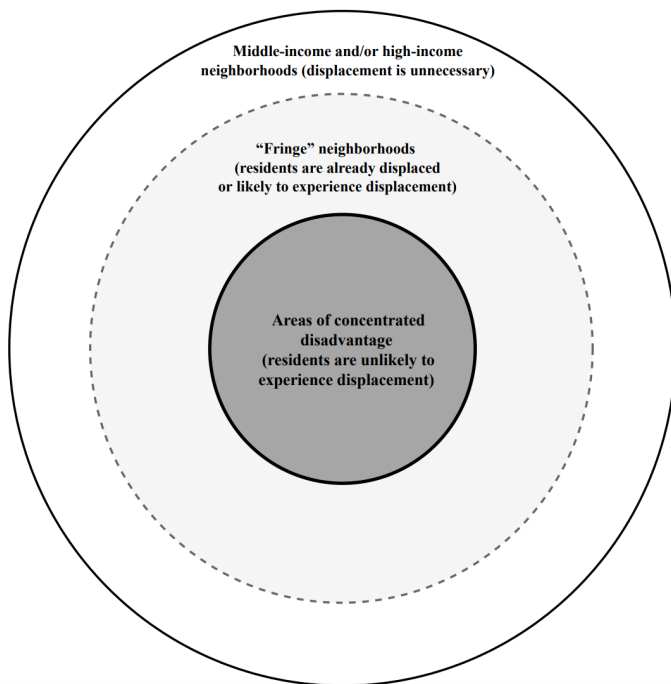 Middle-income and/or high-income
neighborhoods (displacement is unnecessary)
“Fringe” neighborhoods
(residents are already displaced
or likely to experience displacement)
Areas of concentrated
disadvantage
(residents are unlikely to
experience displacement)